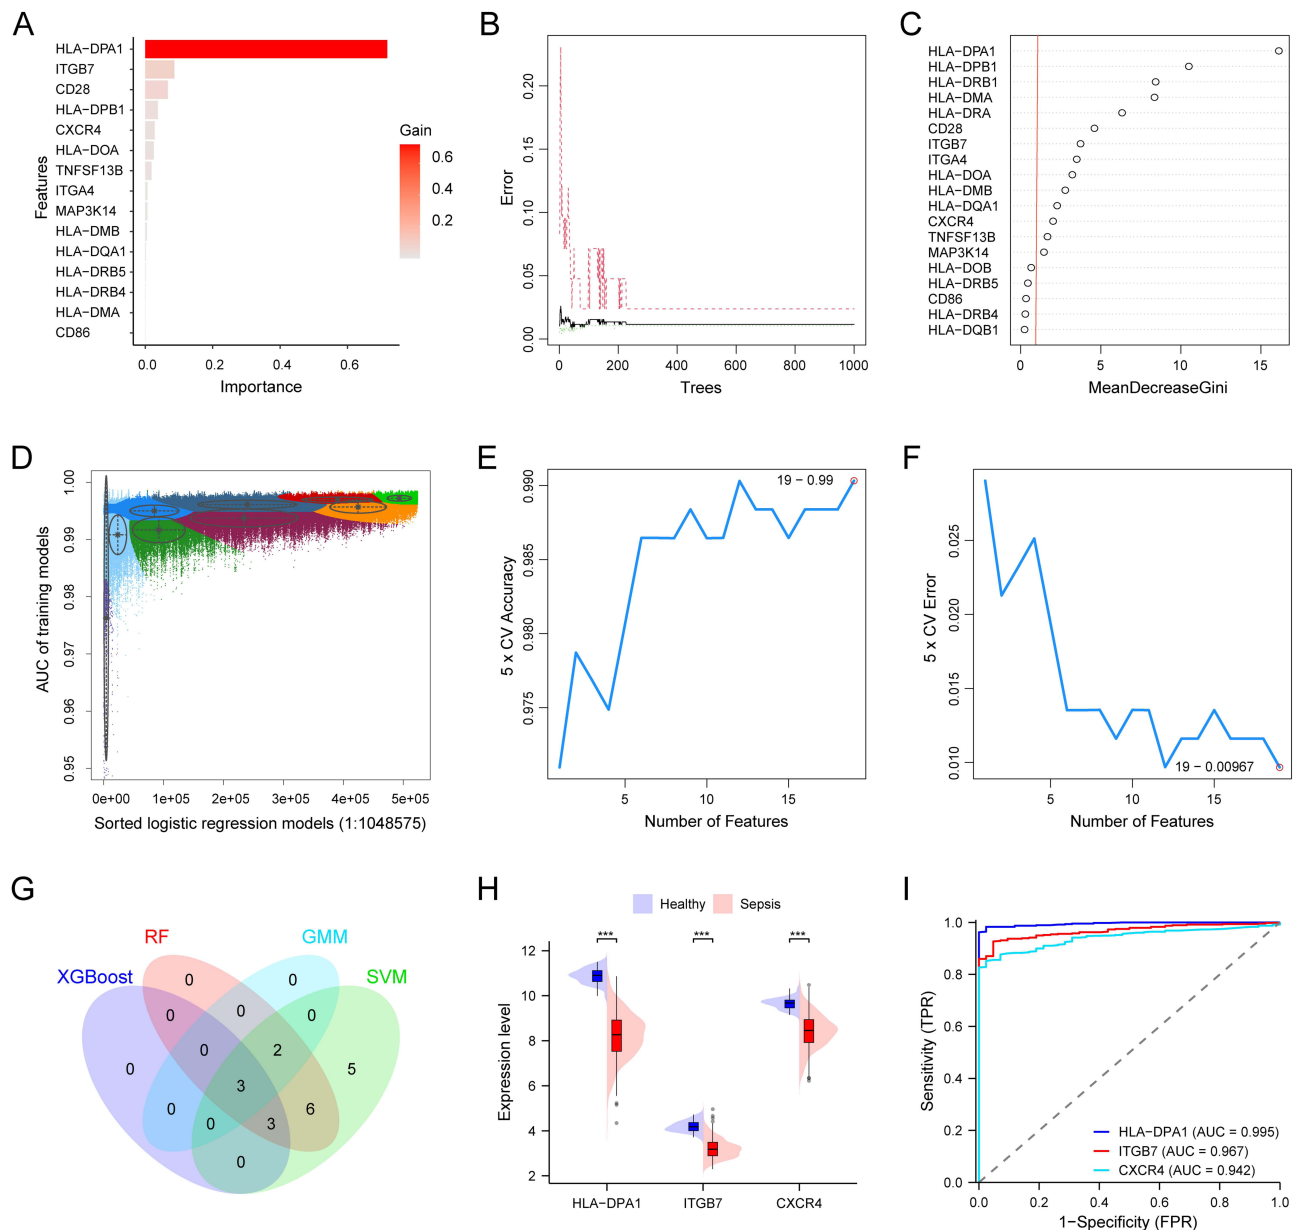 A
HLA−DPA1
ITGB7
CD28
HLA−DPB1
CXCR4
HLA−DOA
TNFSF13B
ITGA4
MAP3K14
HLA−DMB
HLA−DQA1
HLA−DRB5
HLA−DRB4
HLA−DMA
CD86
Features
0.0 0.2 0.4 0.6
Importance
Gain
0.6
0.4
0.2
B
Error
0.20
0.15
0.10
0.05
0.00
0 200 400 600 800 1000
Trees
C
HLA−DPA1
HLA−DPB1
HLA−DRB1
HLA−DMA
HLA−DRA
CD28
ITGB7
ITGA4
HLA−DOA
HLA−DMB
HLA−DQA1
CXCR4
TNFSF13B
MAP3K14
HLA−DOB
HLA−DRB5
CD86
HLA−DRB4
HLA−DQB1
0 5 10 15
MeanDecreaseGini
D
AUC of training models
1.00
0.99
0.98
0.97
0.96
0.95
0e+00 1e+05 2e+05 3e+05 4e+05 5e+05
Sorted logistic regression models (1:1048575)
E
5 x CV Accuracy
0.990
0.985
0.980
0.975
19 − 0.99
5 10 15
Number of Features
F
5 x CV Error
0.025
0.020
0.015
0.010
19 − 0.00967
5 10 15
Number of Features
G
RF GMM
XGBoost SVM
0 0
0 0 0
0 0 2 5
3
0 0 3 6
0
H
Healthy Sepsis
*** *** ***
Expression level
12
10
8
6
4
2
HLA−DPA1 ITGB7 CXCR4
I
Sensitivity (TPR)
1.0
0.8
0.6
0.4
0.2
0.0
HLA−DPA1 (AUC = 0.995)
ITGB7 (AUC = 0.967)
CXCR4 (AUC = 0.942)
0.0 0.2 0.4 0.6 0.8 1.0
1−Specificity (FPR)